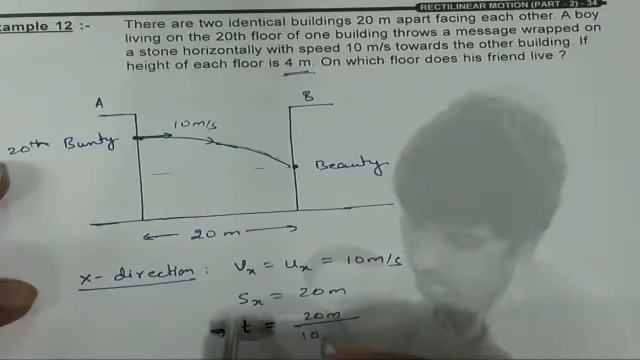 RECTILINEAR MOTION (PART - 2) - 34
ample 12 :- There are two identical buildings 20 m apart facing each other. A boy
living on the 20th floor of one building throws a message wrapped on
a stone horizontally with speed 10 m/s towards the other building. If
height of each floor is 4 m. On which floor does his friend live ?
A
B
10 m/s
20th Bunty
Beauty
20 m
X- direction : Vx = ux = 10 m/s
Sx = 20m
→ t = 20m
10